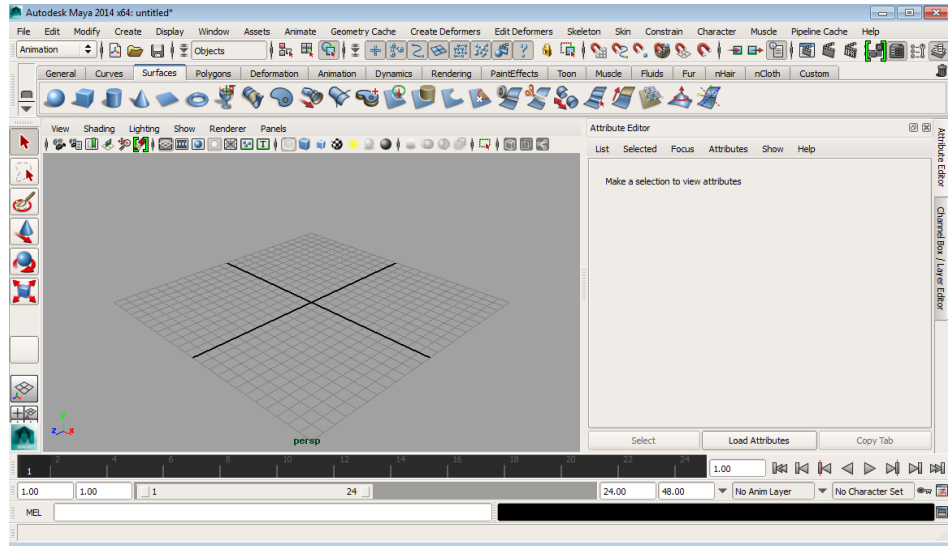 Autodesk Maya 2014 x64: untitled*
File Edit Modify Create Display Window Assets Animate Geometry Cache Create Deformers Edit Deformers Skeleton Skin Constrain Character Muscle Pipeline Cache Help
Animation Objects
General Curves Surfaces Polygons Deformation Animation Dynamics Rendering PaintEffects Toon Muscle Fluids Fur nHair nCloth Custom
View Shading Lighting Show Renderer Panels
Attribute Editor
List Selected Focus Attributes Show Help
Make a selection to view attributes
Attribute Editor
Channel Box / Layer Editor
Y
Z X
persp
Select Load Attributes Copy Tab
1 2 4 6 8 10 12 14 16 18 20 22 24 1.00
1.00 1.00 1 24 24.00 48.00 No Anim Layer No Character Set
MEL